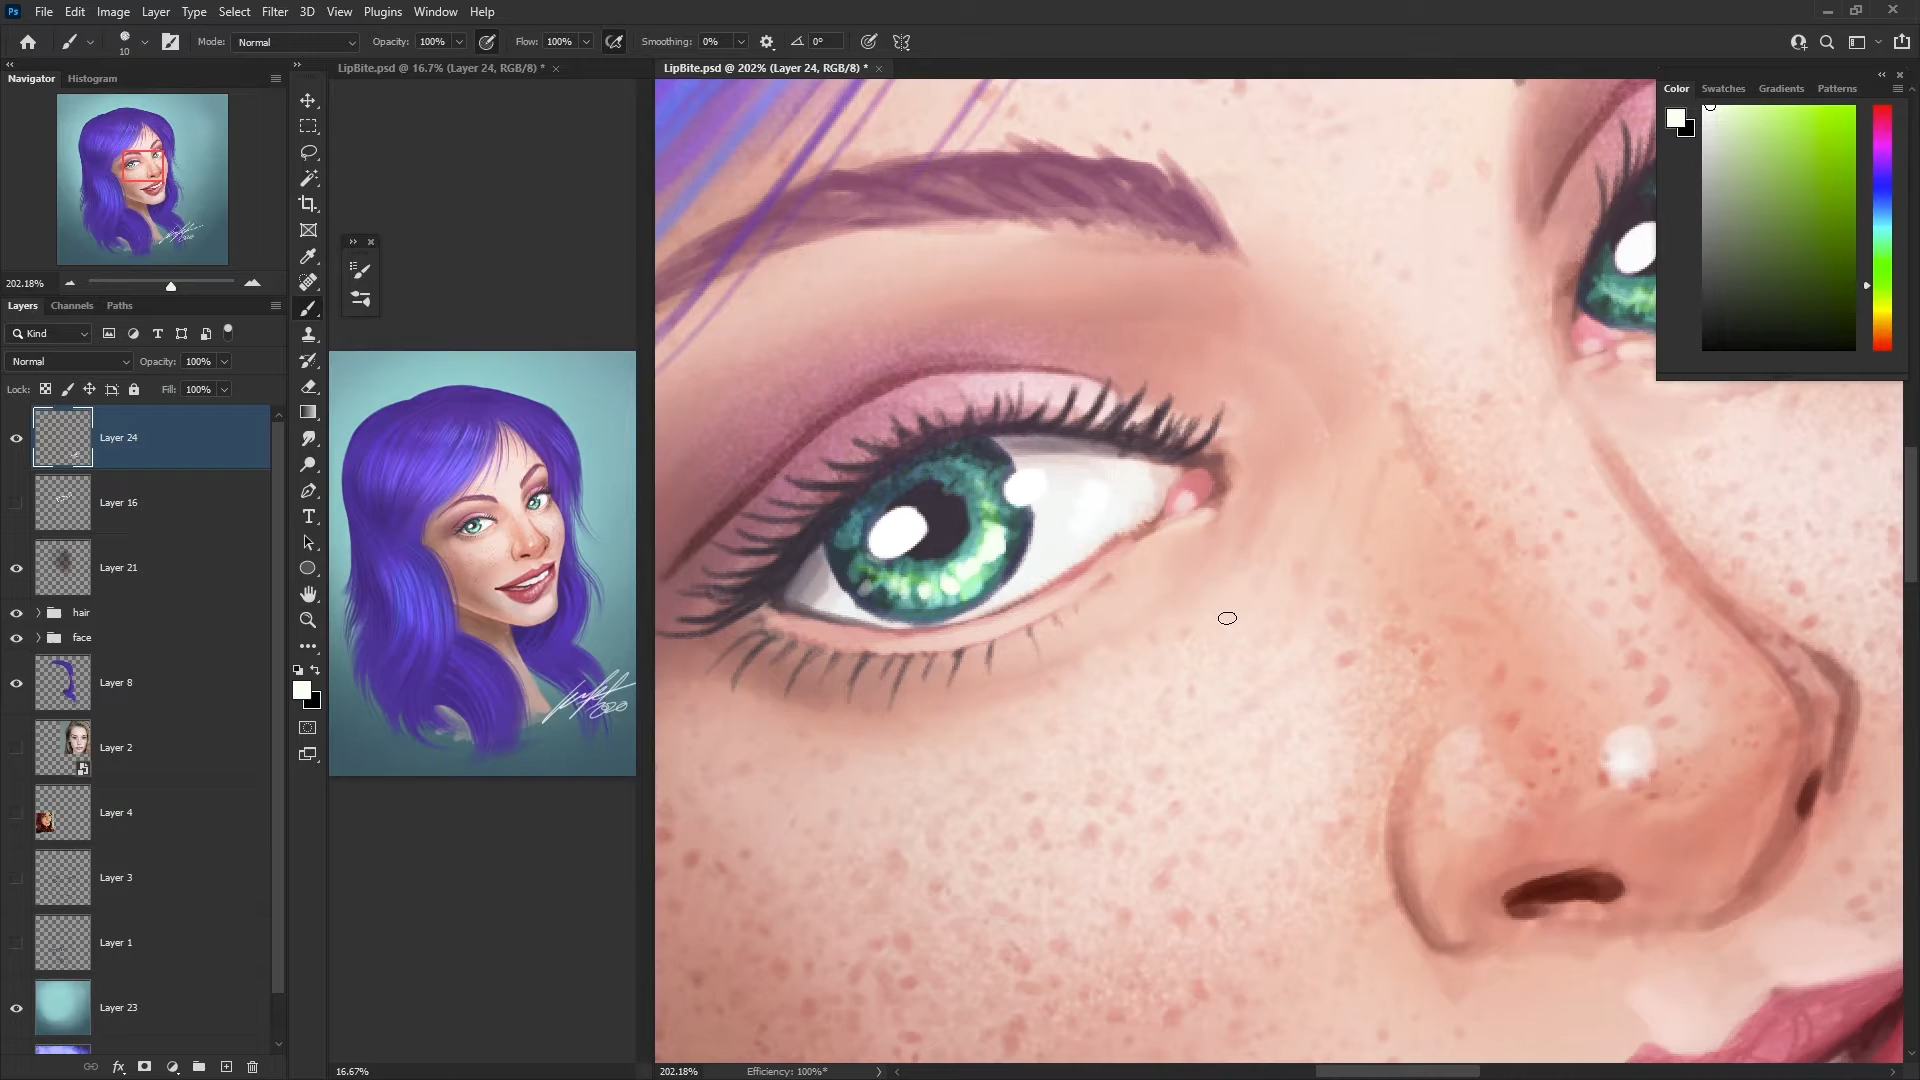 Ps File Edit Image Layer Type Select Filter 3D View Plugins Window Help
10 Mode: Normal Opacity: 100% Flow: 100% Smoothing: 0% 0°
Navigator Histogram
LipBite.psd @ 16.7% (Layer 24, RGB/8) *
LipBite.psd @ 202% (Layer 24, RGB/8) *
Color Swatches Gradients Patterns
202.18%
Layers Channels Paths
Kind
Normal Opacity: 100%
Lock: Fill: 100%
Layer 24
Layer 16
Layer 21
hair
face
Layer 8
Layer 2
Layer 4
Layer 3
Layer 1
Layer 23
fx
16.67%
202.18% Efficiency: 100%*